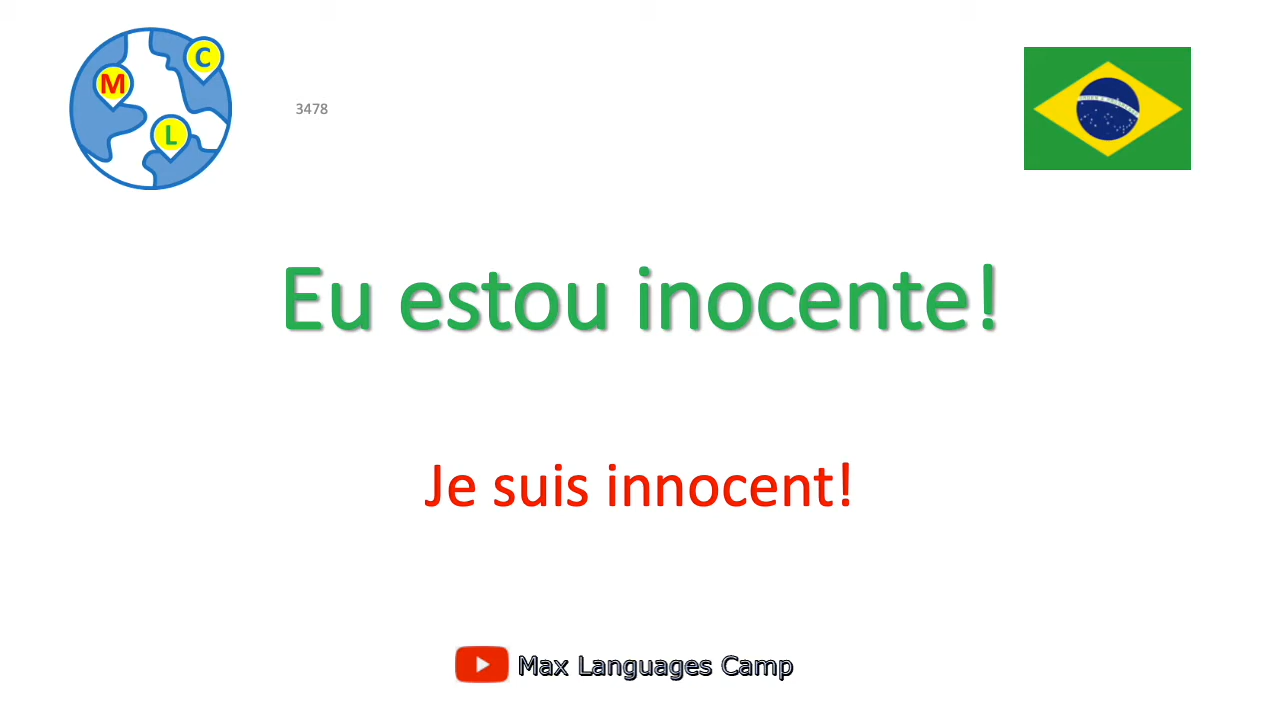 M
C
L
3478
Eu estou inocente!
Je suis innocent!
Max Languages Camp